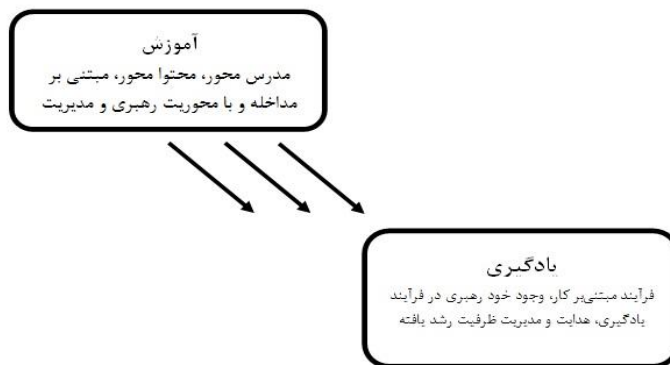 آموزش
مدرس محور، محتوا محور، مبتنی بر
مداخله و با محوریت رهبری و مدیریت
یادگیری
فرآیند مبتنی‌بر کار، وجود خود رهبری در فرآیند
یادگیری، هدایت و مدیریت ظرفیت رشد یافته